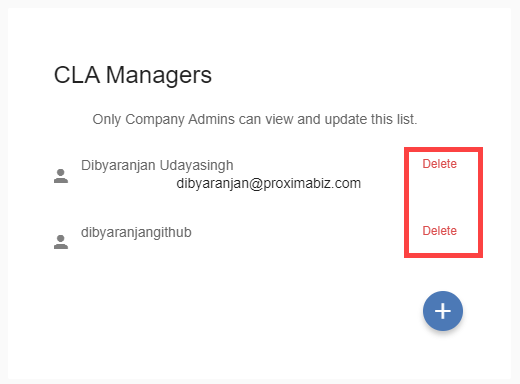 CLA Managers
Only Company Admins can view and update this list.
Dibyaranjan Udayasingh Delete
dibyaranjan@proximabiz.com
dibyaranjangithub Delete
+